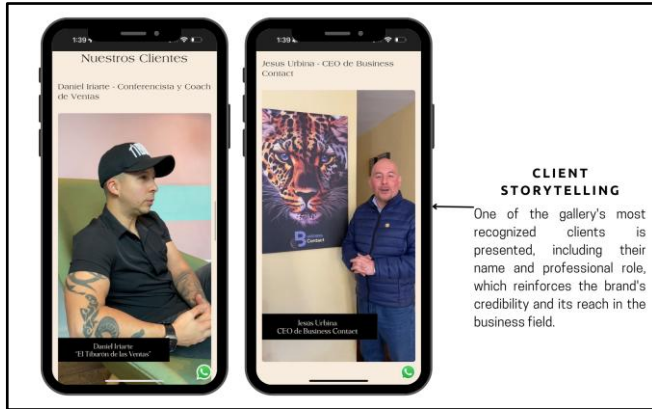 1:39
Nuestros Clientes
Daniel Iriarte - Conferencista y Coach
de Ventas
Daniel Iriarte
"El Tiburón de las Ventas"
1:39
Jesus Urbina - CEO de Business
Contact
Business
Contact
Jesus Urbina
CEO de Business Contact
CLIENT
STORYTELLING
One of the gallery's most
recognized clients is
presented, including their
name and professional role,
which reinforces the brand's
credibility and its reach in the
business field.